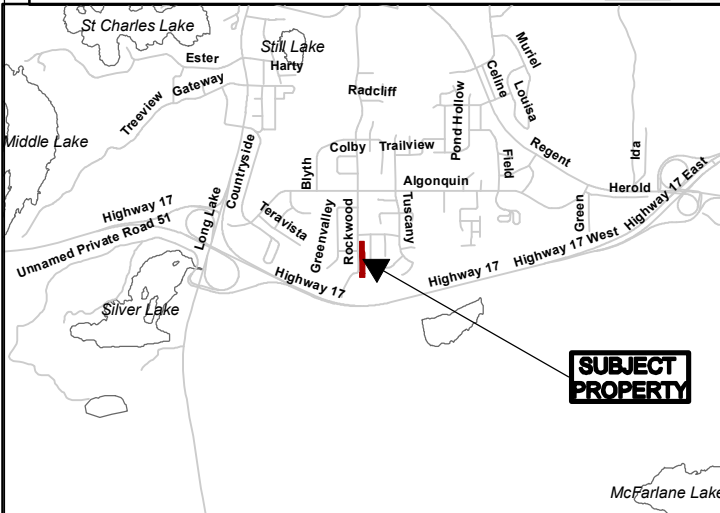 St Charles Lake
Still Lake
Muriel
Ester
Harty
Celine
Gateway
Radcliff
Louisa
Treeview
Pond Hollow
Middle Lake
Colby
Trailview
Regent
Ida
Countryside
Blyth
Field
Algonquin
Herold
Highway 17
Long Lake
Teravista
Greenvalley
Rockwood
Tuscany
Green
Highway 17 East
Unnamed Private Road 51
Highway 17 West
Highway 17
Highway 17
Silver Lake
SUBJECT
PROPERTY
McFarlane Lake